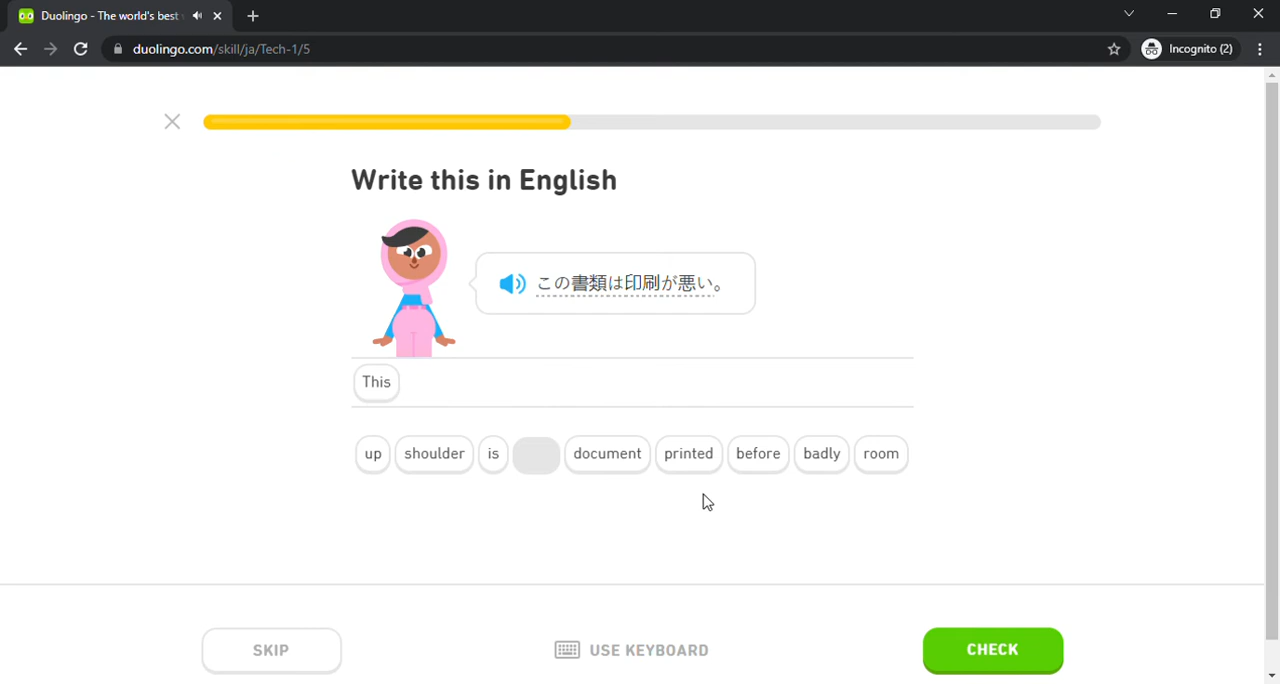 Duolingo - The world's best
duolingo.com/skill/ja/Tech-1/5
Incognito (2)
Write this in English
この書類は印刷が悪い。
This
up shoulder is document printed before badly room
SKIP
USE KEYBOARD
CHECK